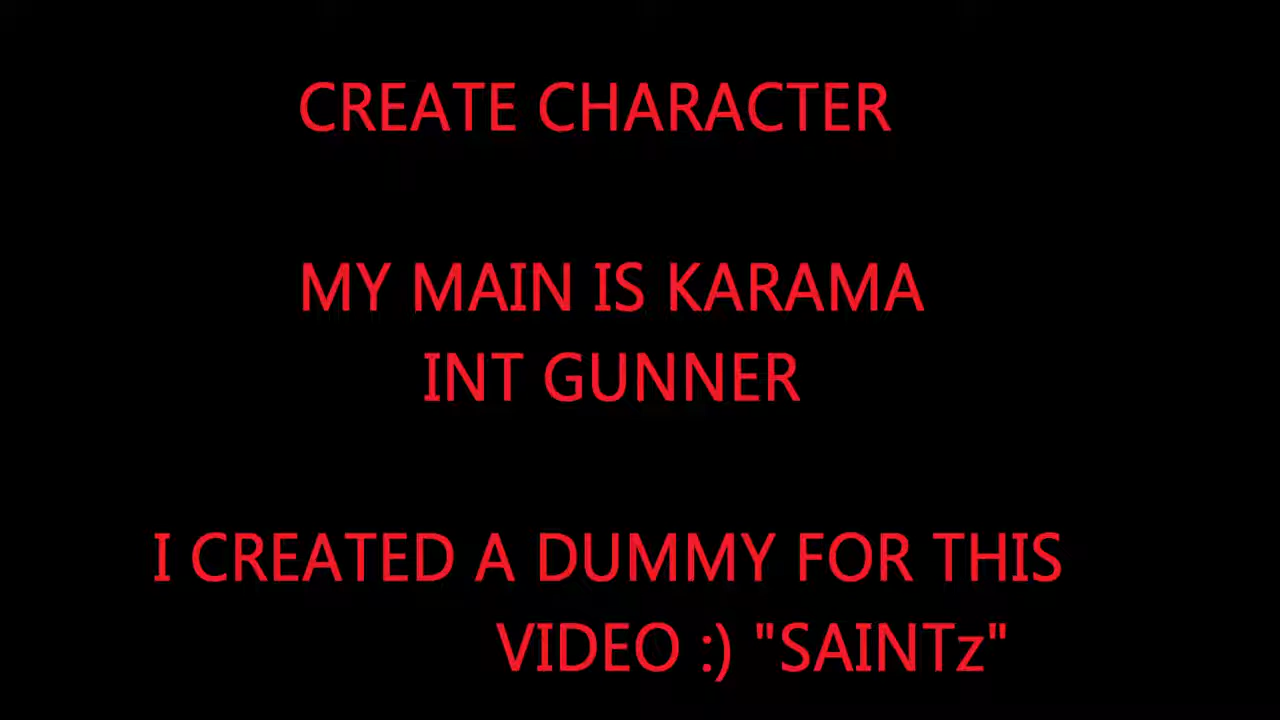 CREATE CHARACTER
MY MAIN IS KARAMA
INT GUNNER
I CREATED A DUMMY FOR THIS
VIDEO :) "SAINTz"